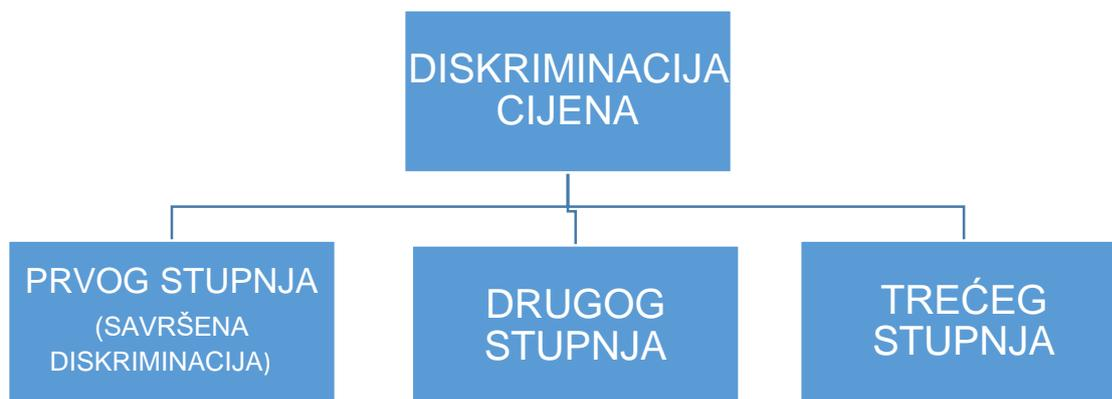 DISKRIMINACIJA
CIJENA
PRVOG STUPNJA
(SAVRŠENA
DISKRIMINACIJA)
DRUGOG
STUPNJA
TREĆEG
STUPNJA